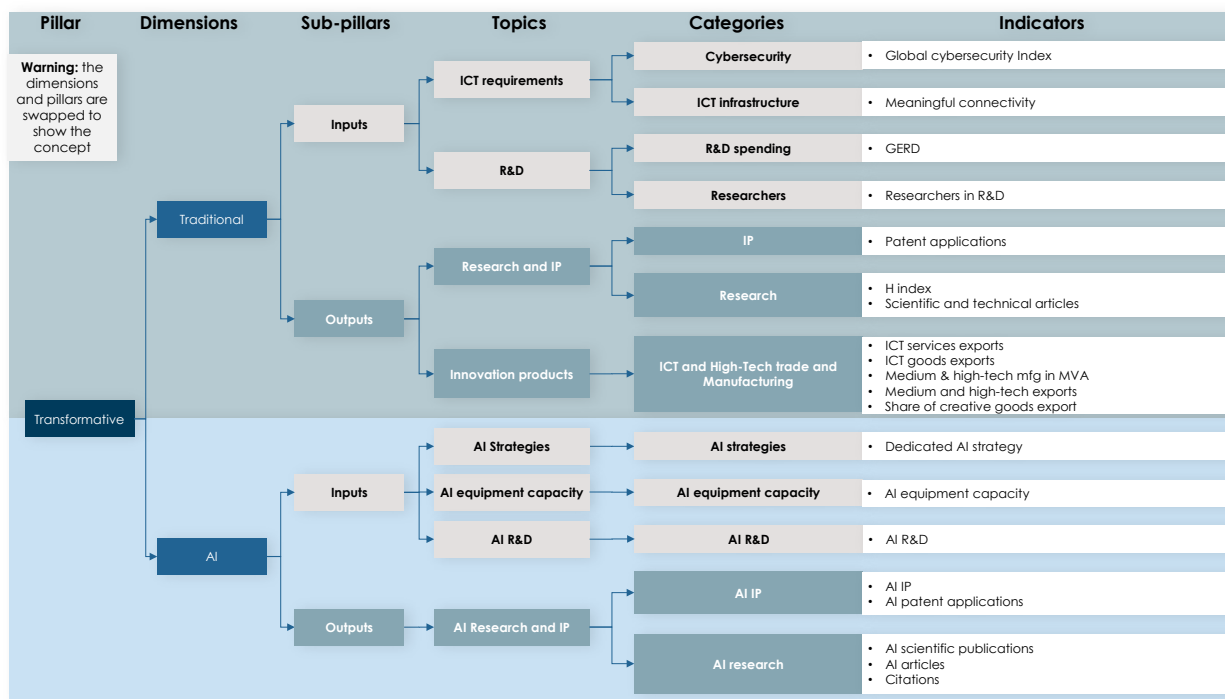 Pillar
Dimensions
Sub-pillars
Topics
Categories
Indicators
Warning: the
dimensions
and pillars are
swapped to
show the
concept
Transformative
Traditional
Inputs
ICT requirements
Cybersecurity
• Global cybersecurity Index
ICT infrastructure
• Meaningful connectivity
R&D
R&D spending
• GERD
Researchers
• Researchers in R&D
Outputs
Research and IP
IP
• Patent applications
Research
• H index
• Scientific and technical articles
Innovation products
ICT and High-Tech trade and
Manufacturing
• ICT services exports
• ICT goods exports
• Medium & high-tech mfg in MVA
• Medium and high-tech exports
• Share of creative goods export
AI
Inputs
AI Strategies
AI strategies
• Dedicated AI strategy
AI equipment capacity
AI equipment capacity
• AI equipment capacity
AI R&D
AI R&D
• AI R&D
Outputs
AI Research and IP
AI IP
• AI IP
• AI patent applications
AI research
• AI scientific publications
• AI articles
• Citations